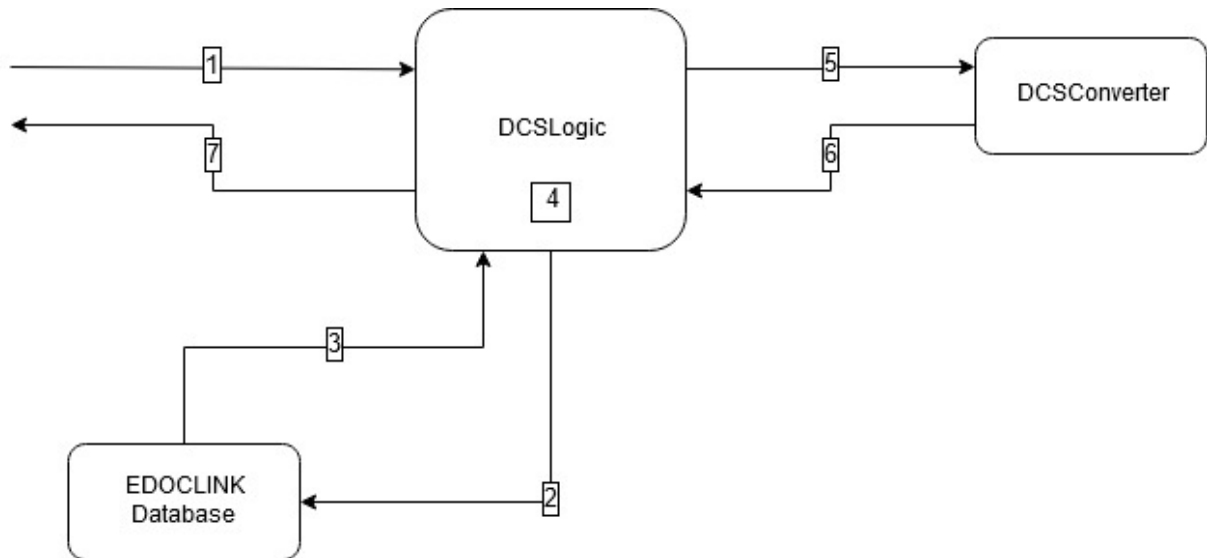 1
5
DCSConverter
DCSLogic
7
6
4
3
EDOCLINK
Database
2